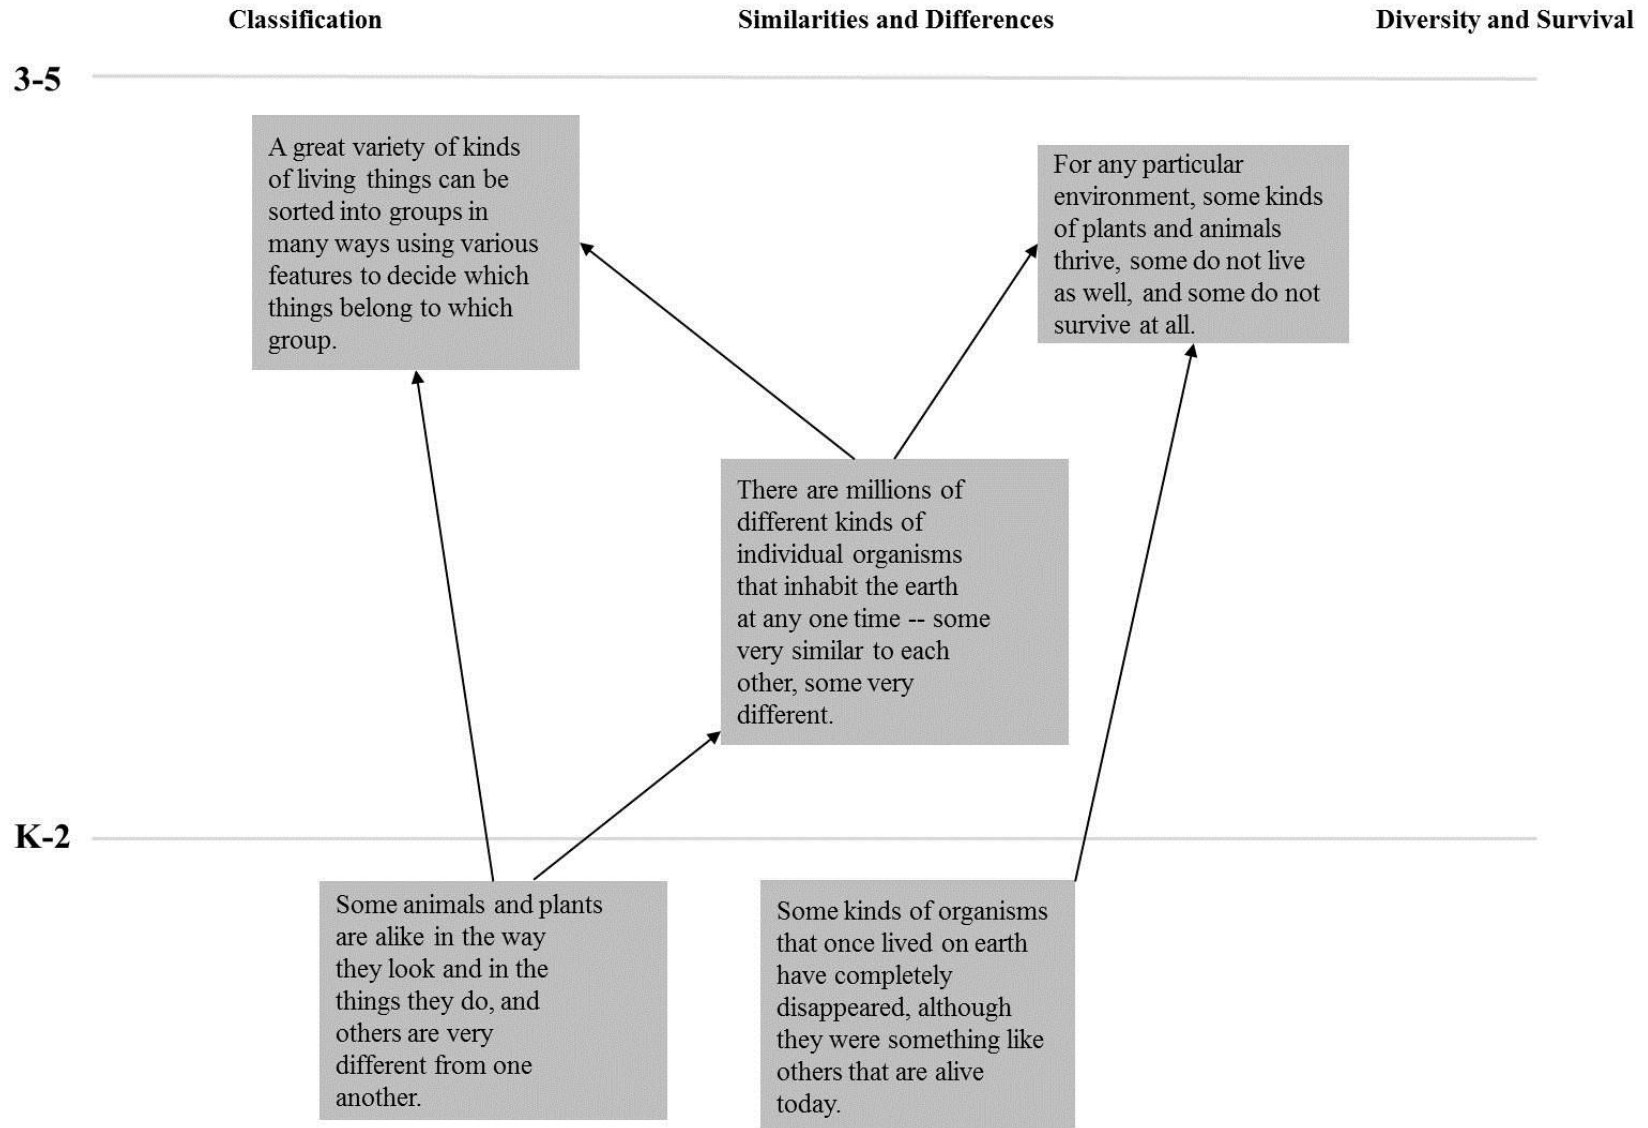 Classification Similarities and Differences Diversity and Survival
3-5
A great variety of kinds
of living things can be
sorted into groups in
many ways using various
features to decide which
things belong to which
group.
For any particular
environment, some kinds
of plants and animals
thrive, some do not live
as well, and some do not
survive at all.
There are millions of
different kinds of
individual organisms
that inhabit the earth
at any one time -- some
very similar to each
other, some very
different.
K-2
Some animals and plants
are alike in the way
they look and in the
things they do, and
others are very
different from one
another.
Some kinds of organisms
that once lived on earth
have completely
disappeared, although
they were something like
others that are alive
today.